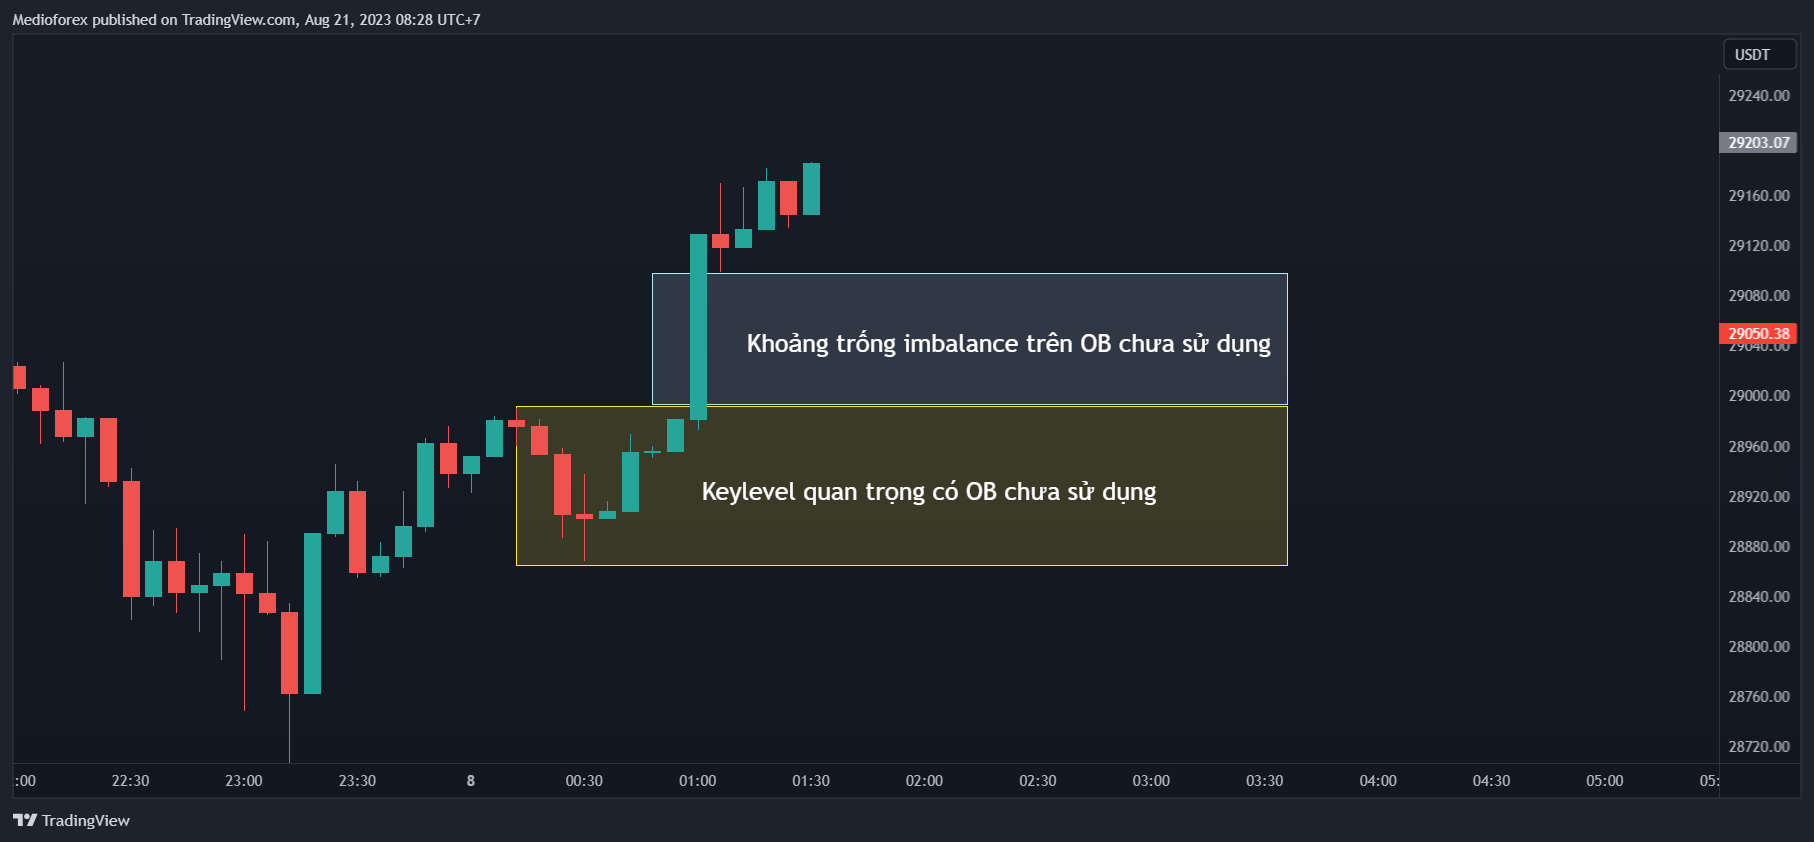 Medioforex published on TradingView.com, Aug 21, 2023 08:28 UTC+7
USDT
29240.00
29203.07
29160.00
29120.00
29080.00
29050.38
29040.00
29000.00
28960.00
28920.00
28880.00
28840.00
28800.00
28760.00
28720.00
Khoảng trống imbalance trên OB chưa sử dụng
Keylevel quan trọng có OB chưa sử dụng
:00 22:30 23:00 23:30 8 00:30 01:00 01:30 02:00 02:30 03:00 03:30 04:00 04:30 05:00 05:
TradingView